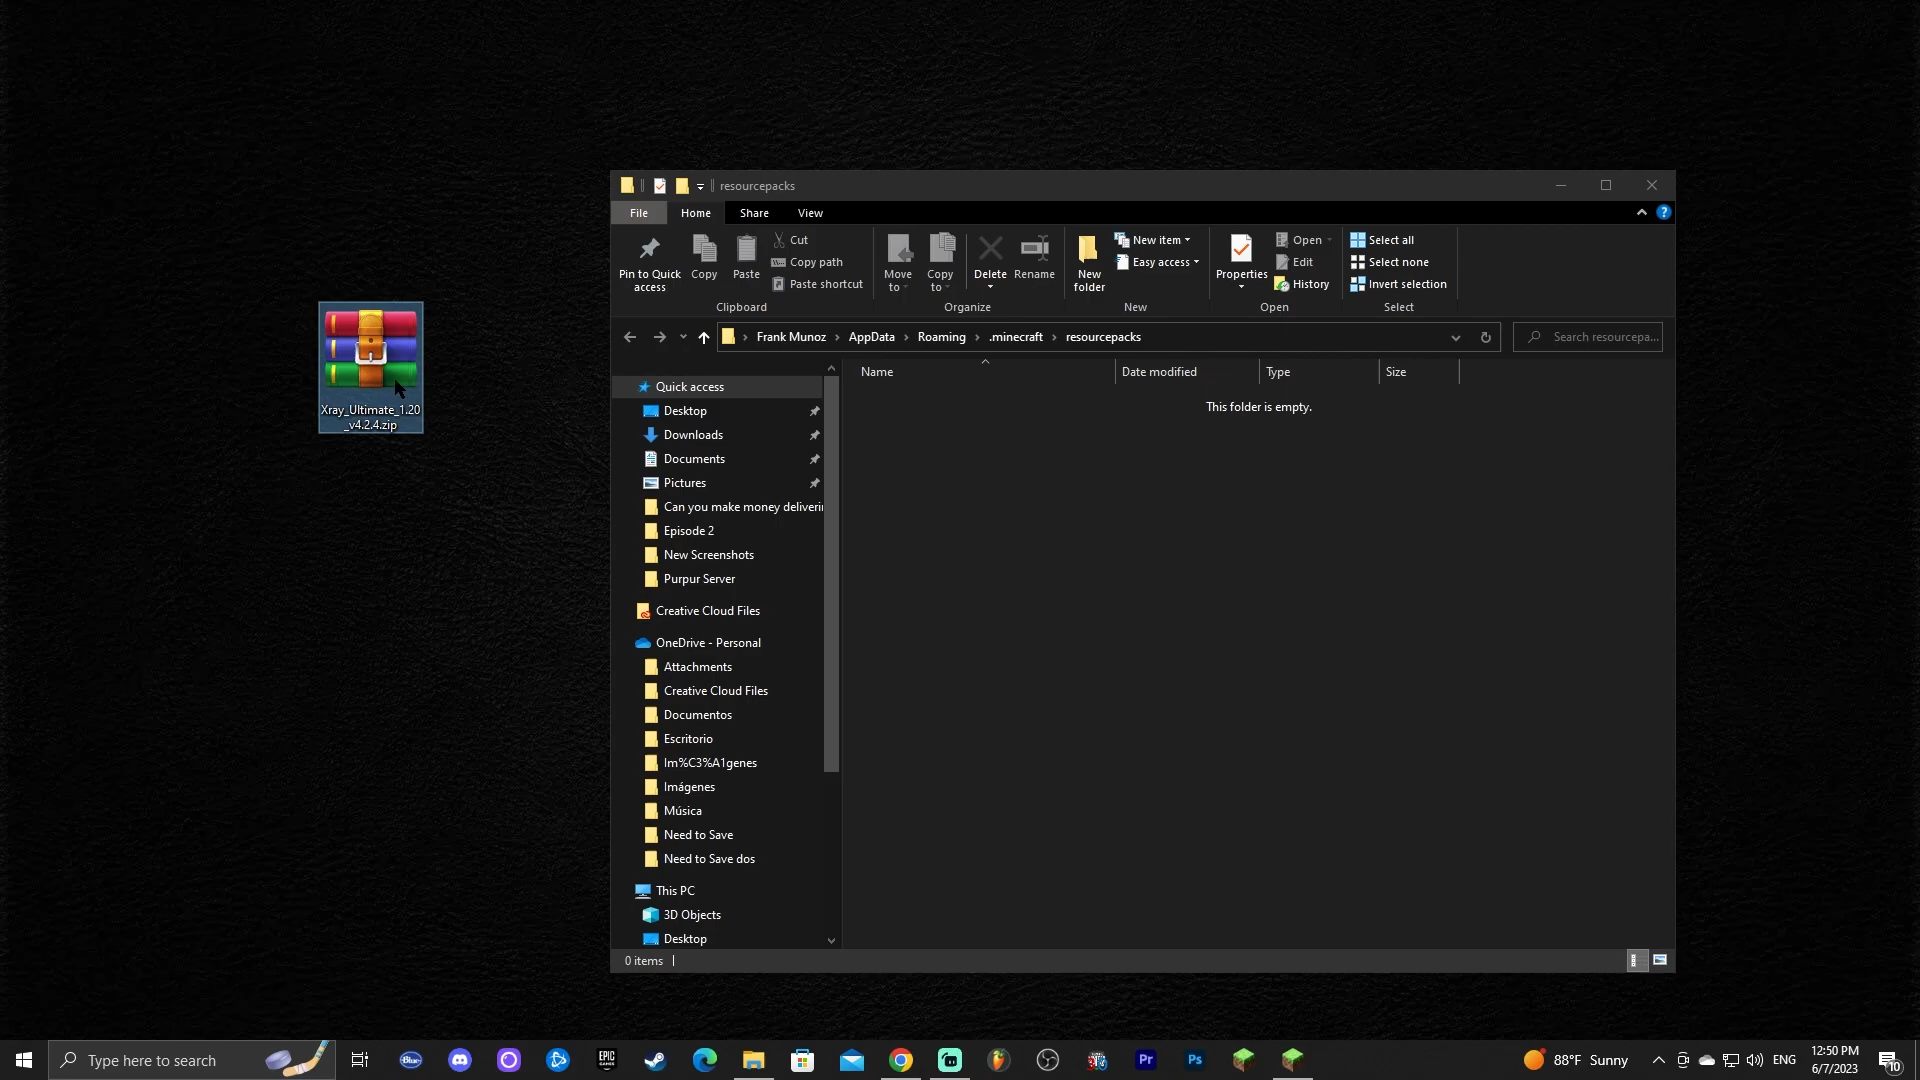 Xray_Ultimate_1.20
_v4.2.4.zip
resourcepacks
File
Home
Share
View
Pin to Quick
access
Copy
Paste
Cut
Copy path
Paste shortcut
Clipboard
Move
to
Copy
to
Delete
Rename
Organize
New
folder
New item
Easy access
New
Properties
Open
Edit
History
Open
Select all
Select none
Invert selection
Select
Frank Munoz
AppData
Roaming
.minecraft
resourcepacks
Search resourcepa...
Name
Date modified
Type
Size
This folder is empty.
Quick access
Desktop
Downloads
Documents
Pictures
Can you make money deliveri
Episode 2
New Screenshots
Purpur Server
Creative Cloud Files
OneDrive - Personal
Attachments
Creative Cloud Files
Documentos
Escritorio
Im%C3%A1genes
Imágenes
Música
Need to Save
Need to Save dos
This PC
3D Objects
Desktop
0 items
Type here to search
Blue
EPIC
GAMES
Pr
Ps
88°F Sunny
ENG
12:50 PM
6/7/2023
10